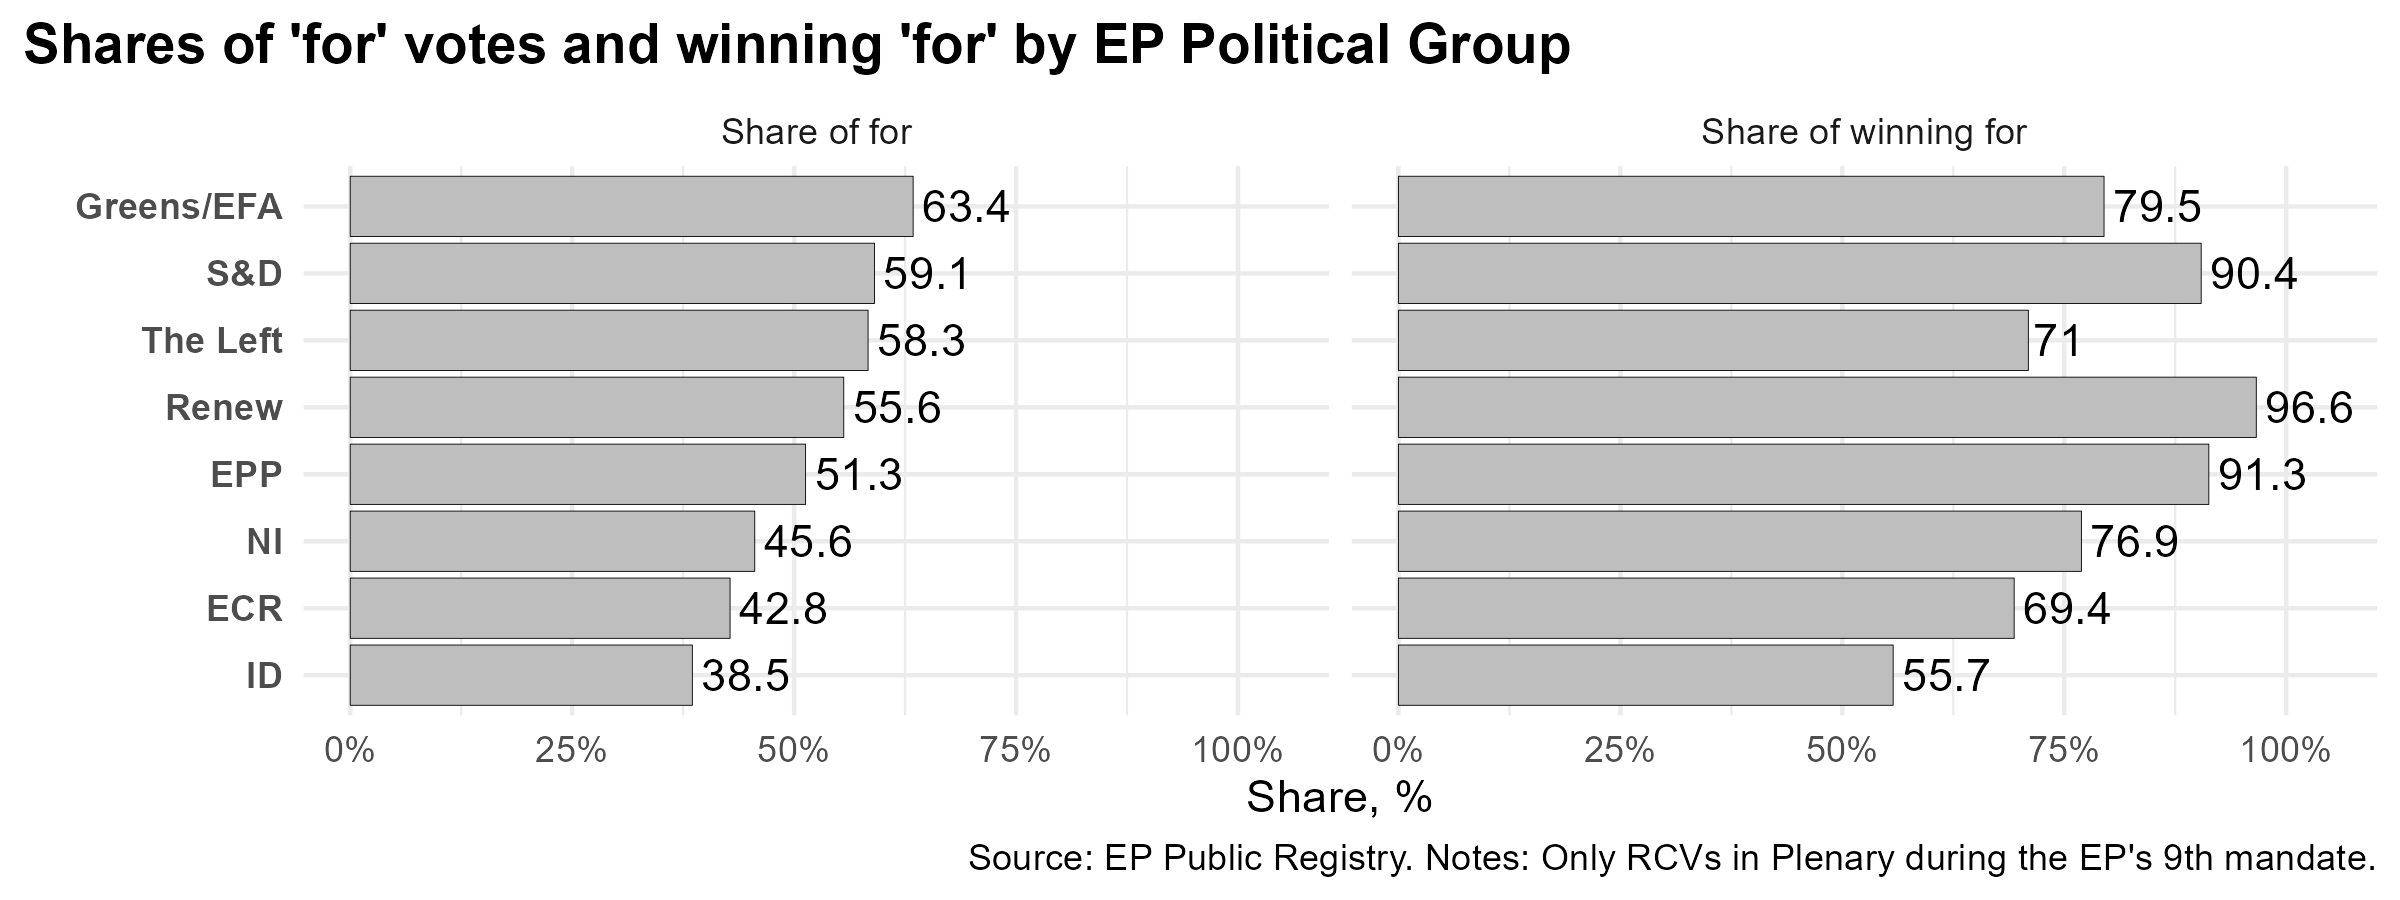 Shares of 'for' votes and winning 'for' by EP Political Group
Share of for
Share of winning for
Greens/EFA 63.4 79.5
S&D 59.1 90.4
The Left 58.3 71
Renew 55.6 96.6
EPP 51.3 91.3
NI 45.6 76.9
ECR 42.8 69.4
ID 38.5 55.7
0% 25% 50% 75% 100% 0% 25% 50% 75% 100%
Share, %
Source: EP Public Registry. Notes: Only RCVs in Plenary during the EP's 9th mandate.